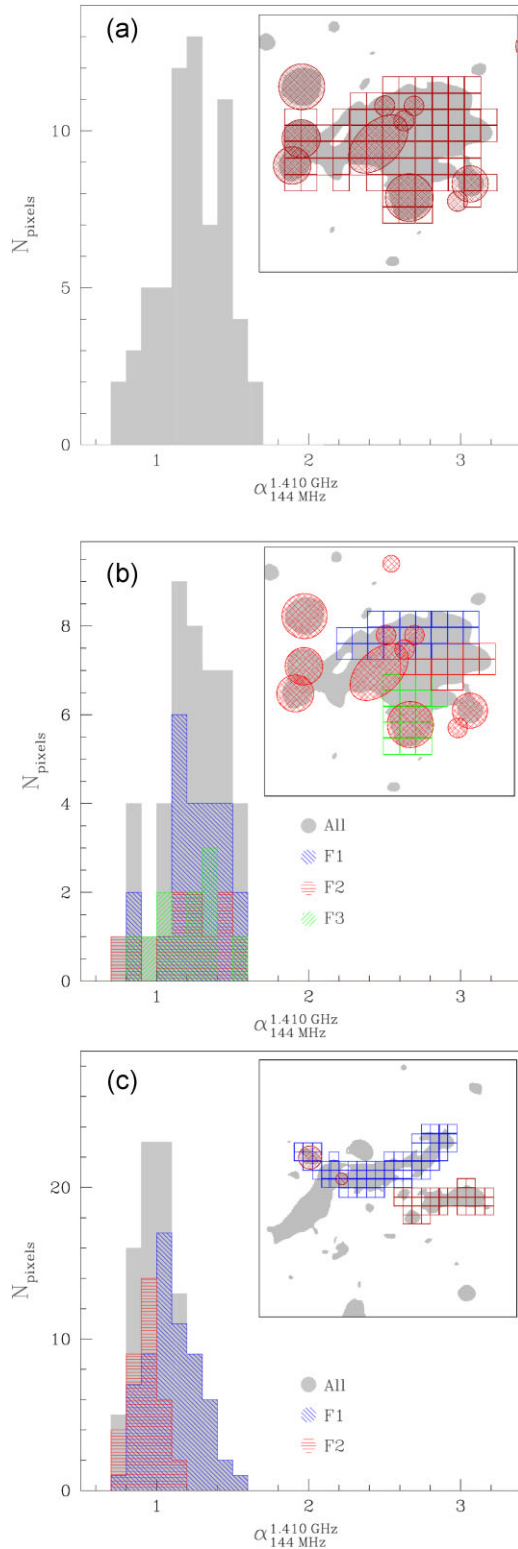 (a)
10
5
0
N_pixels
1 2 3
α^{1.410 GHz}_{144 MHz}
(b)
8
6
4
2
0
N_pixels
All
F1
F2
F3
1 2 3
α^{1.410 GHz}_{144 MHz}
(c)
20
10
0
N_pixels
All
F1
F2
1 2 3
α^{1.410 GHz}_{144 MHz}